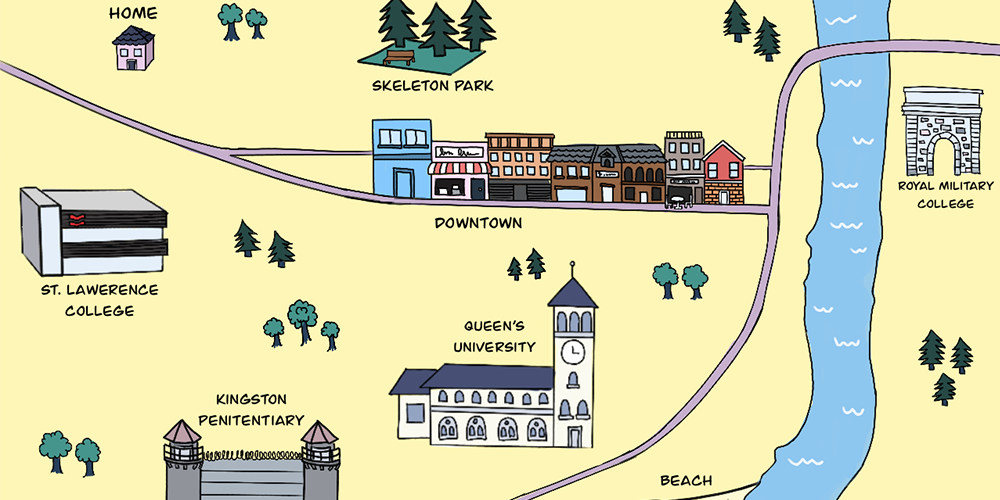 HOME
SKELETON PARK
ROYAL MILITARY
COLLEGE
DOWNTOWN
ST. LAWERENCE
COLLEGE
QUEEN'S
UNIVERSITY
KINGSTON
PENITENTIARY
BEACH